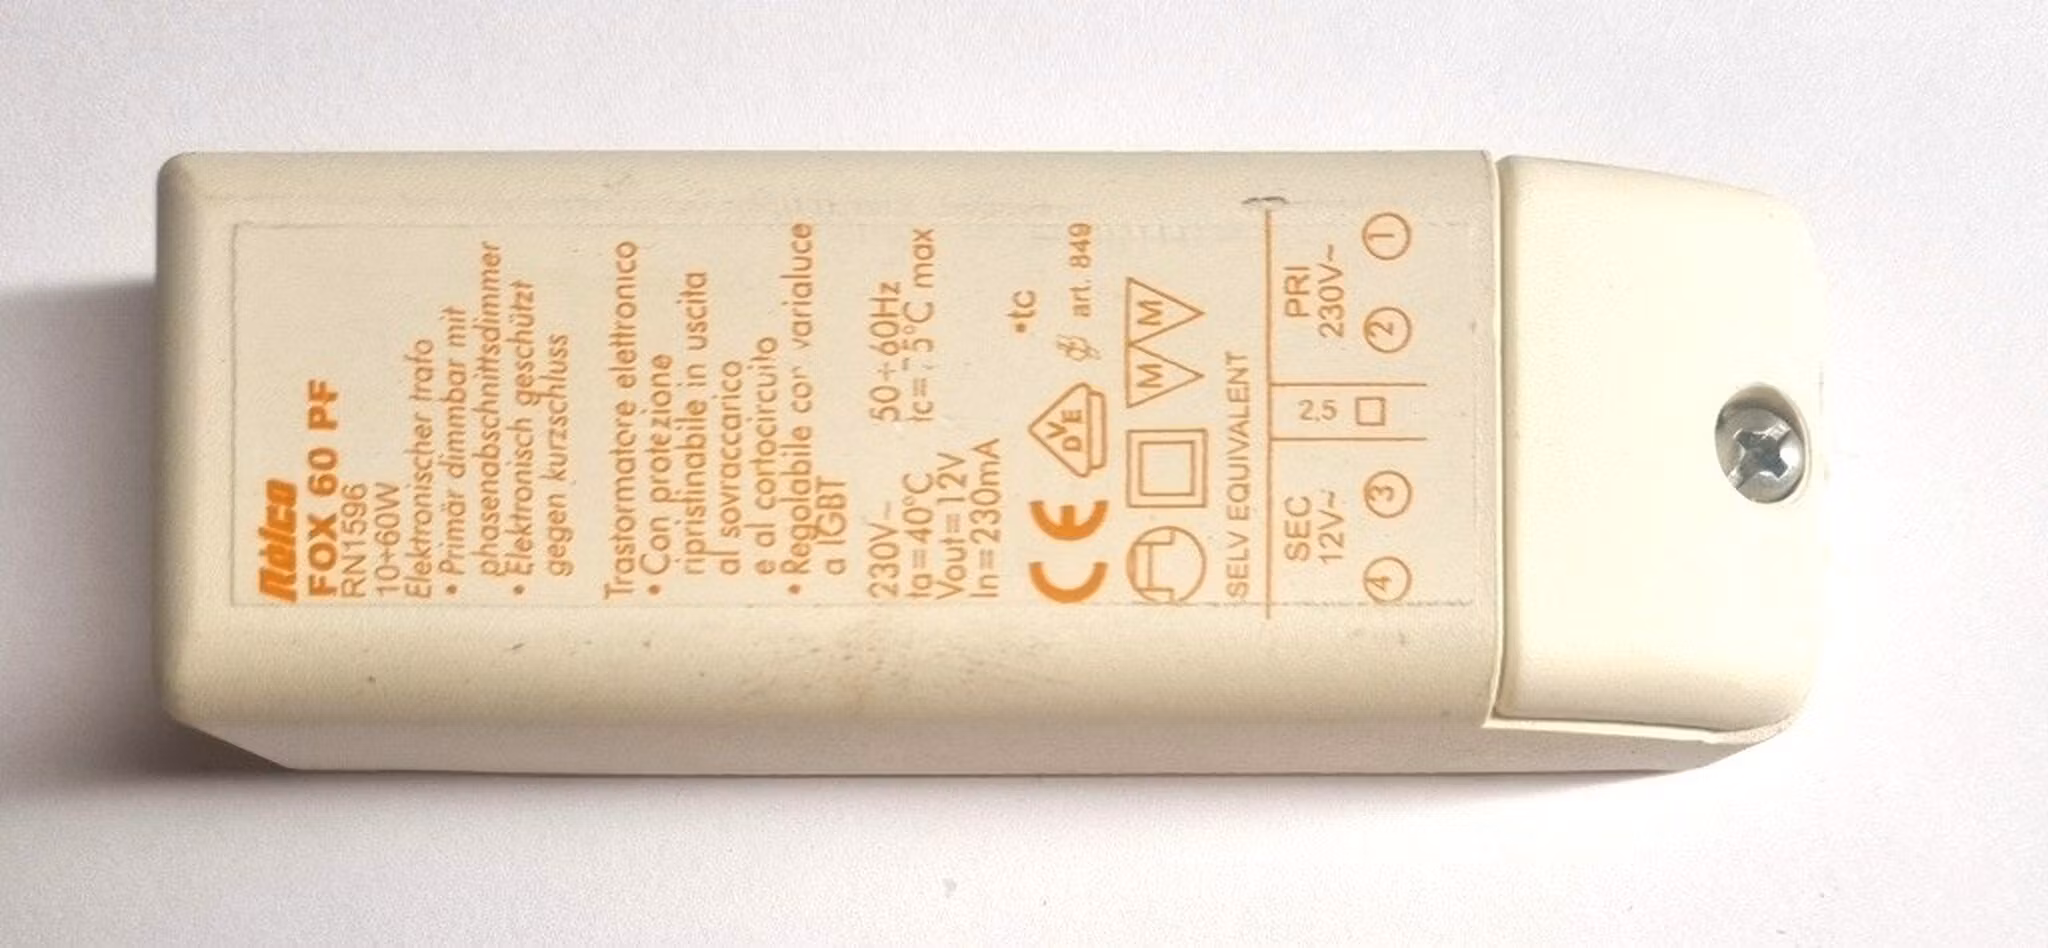 Relco
FOX 60 PF
RN1596
10÷60W
Elektronischer trafo
• Primär dimmbar mit
phasenabschnittsdimmer
• Elektronisch geschützt
gegen kurzschluss
Trastormatore elettronico
• Con protezione
ripristinabile in uscita
al sovraccarico
e al cortocircuito
• Regolabile con varialuce
a IGBT
230V~ 50÷60Hz
ta=40°C tc=75°C max
Vout=12V
In=230mA
•tc
CE DVE art. 849
M M
SELV EQUIVALENT
SEC 2,5 PRI
12V~ 230V~
4 3 2 1